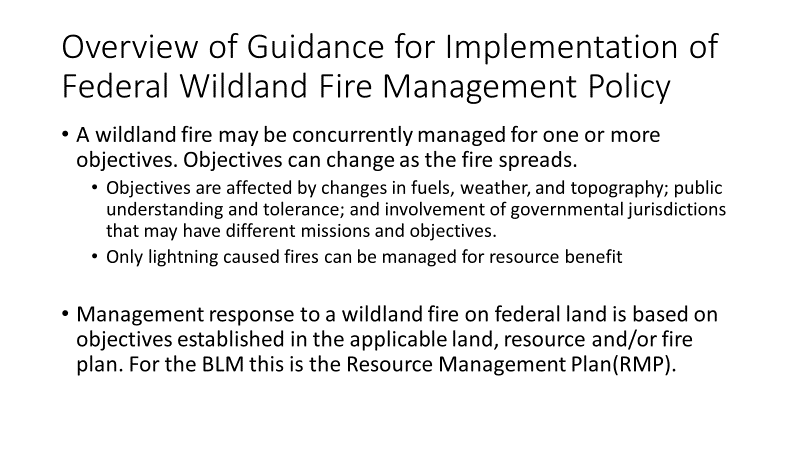 Overview of Guidance for Implementation of
Federal Wildland Fire Management Policy
• A wildland fire may be concurrently managed for one or more
objectives. Objectives can change as the fire spreads.
• Objectives are affected by changes in fuels, weather, and topography; public
understanding and tolerance; and involvement of governmental jurisdictions
that may have different missions and objectives.
• Only lightning caused fires can be managed for resource benefit
• Management response to a wildland fire on federal land is based on
objectives established in the applicable land, resource and/or fire
plan. For the BLM this is the Resource Management Plan(RMP).